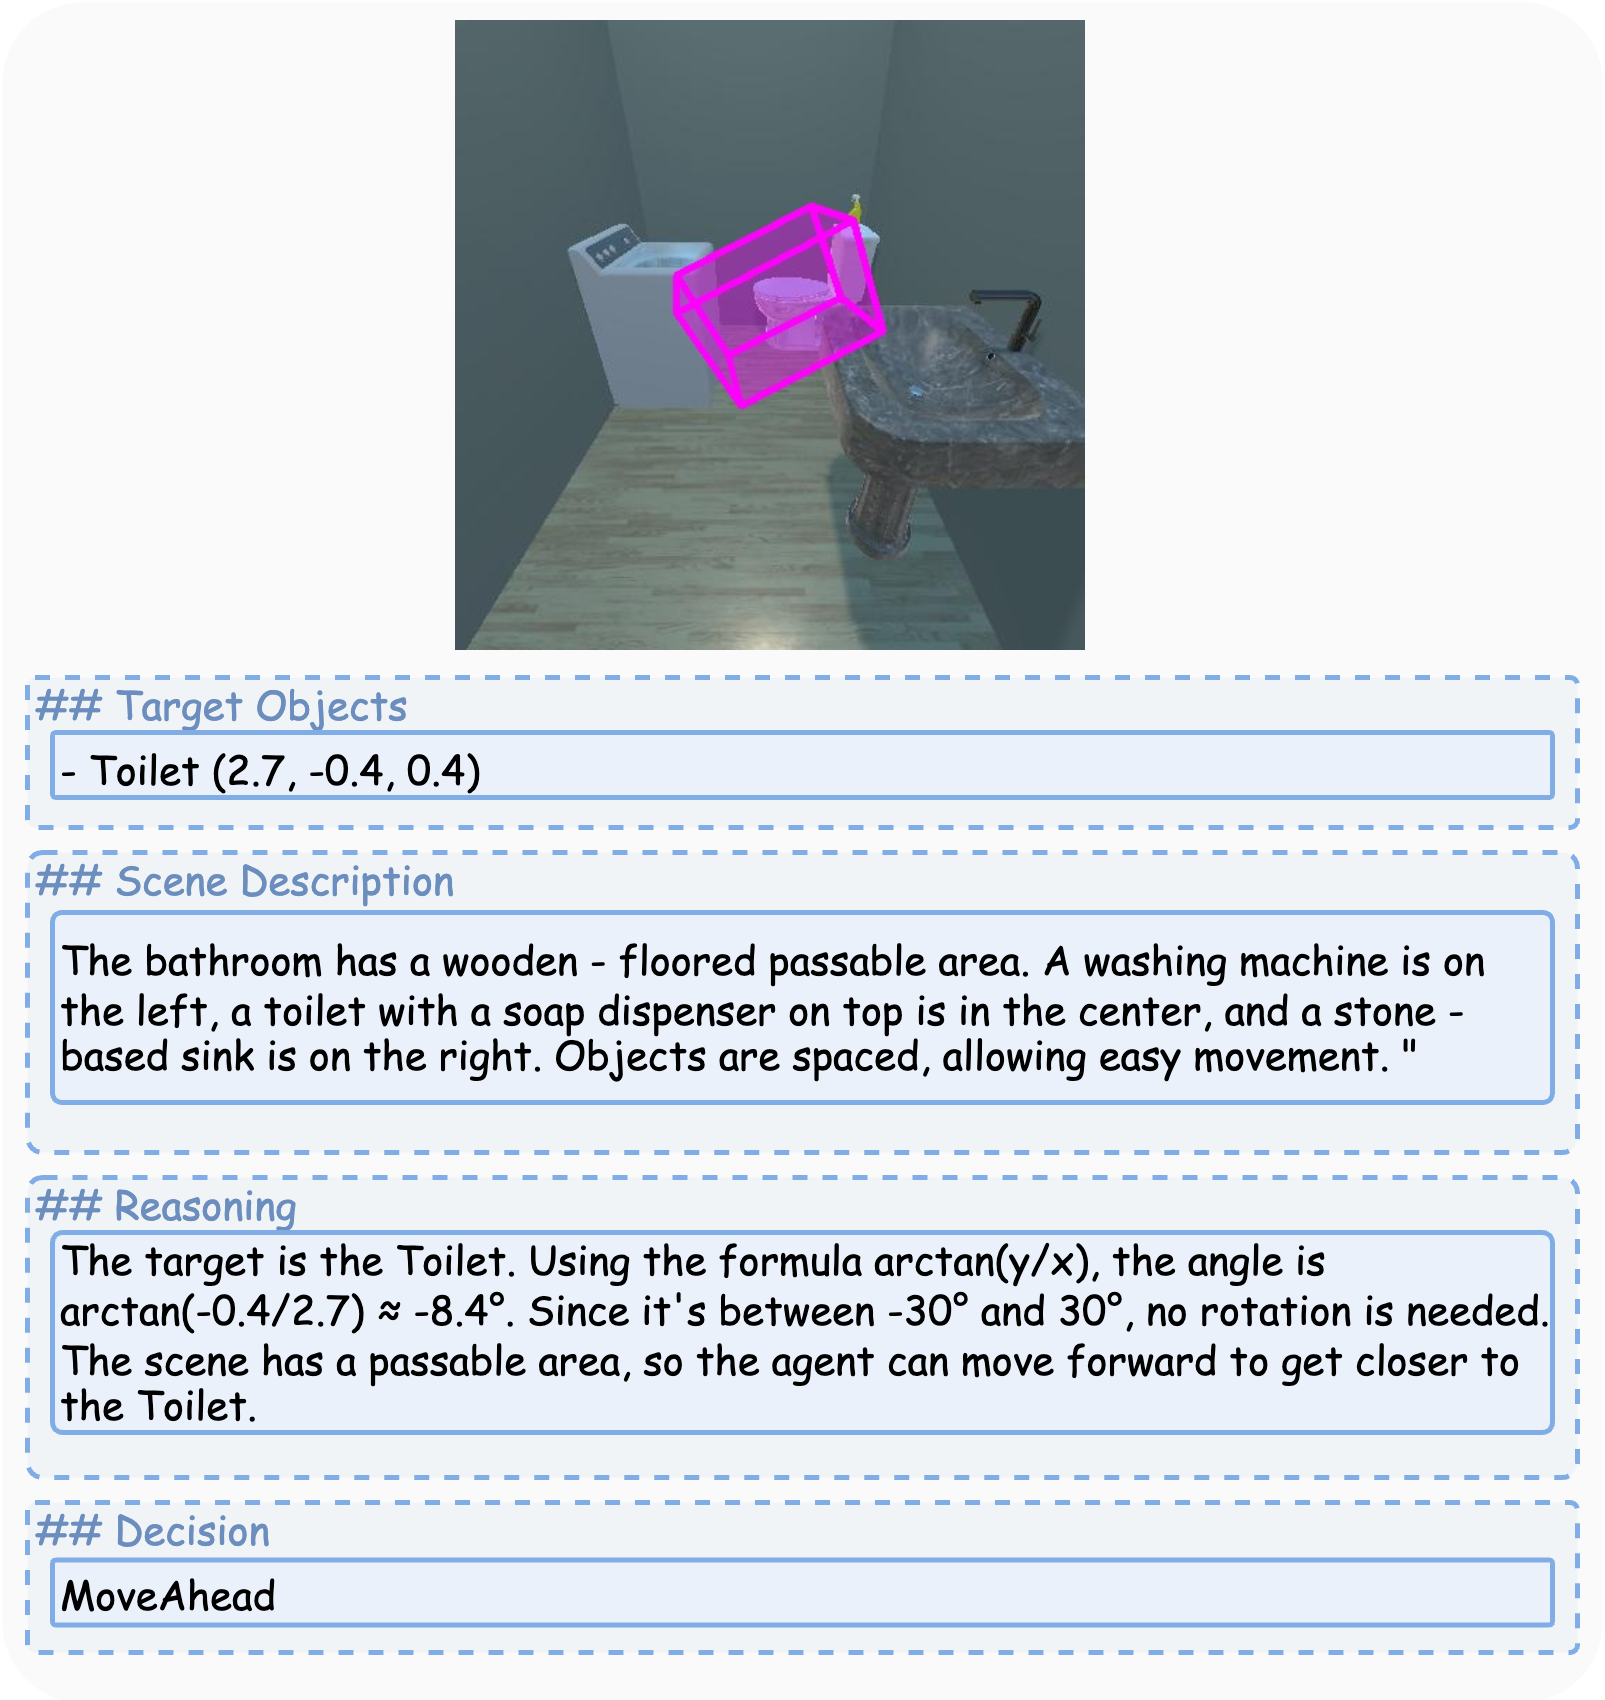 ## Target Objects
- Toilet (2.7, -0.4, 0.4)
## Scene Description
The bathroom has a wooden - floored passable area. A washing machine is on
the left, a toilet with a soap dispenser on top is in the center, and a stone -
based sink is on the right. Objects are spaced, allowing easy movement. "
## Reasoning
The target is the Toilet. Using the formula arctan(y/x), the angle is
arctan(-0.4/2.7) ≈ -8.4°. Since it's between -30° and 30°, no rotation is needed.
The scene has a passable area, so the agent can move forward to get closer to
the Toilet.
## Decision
MoveAhead